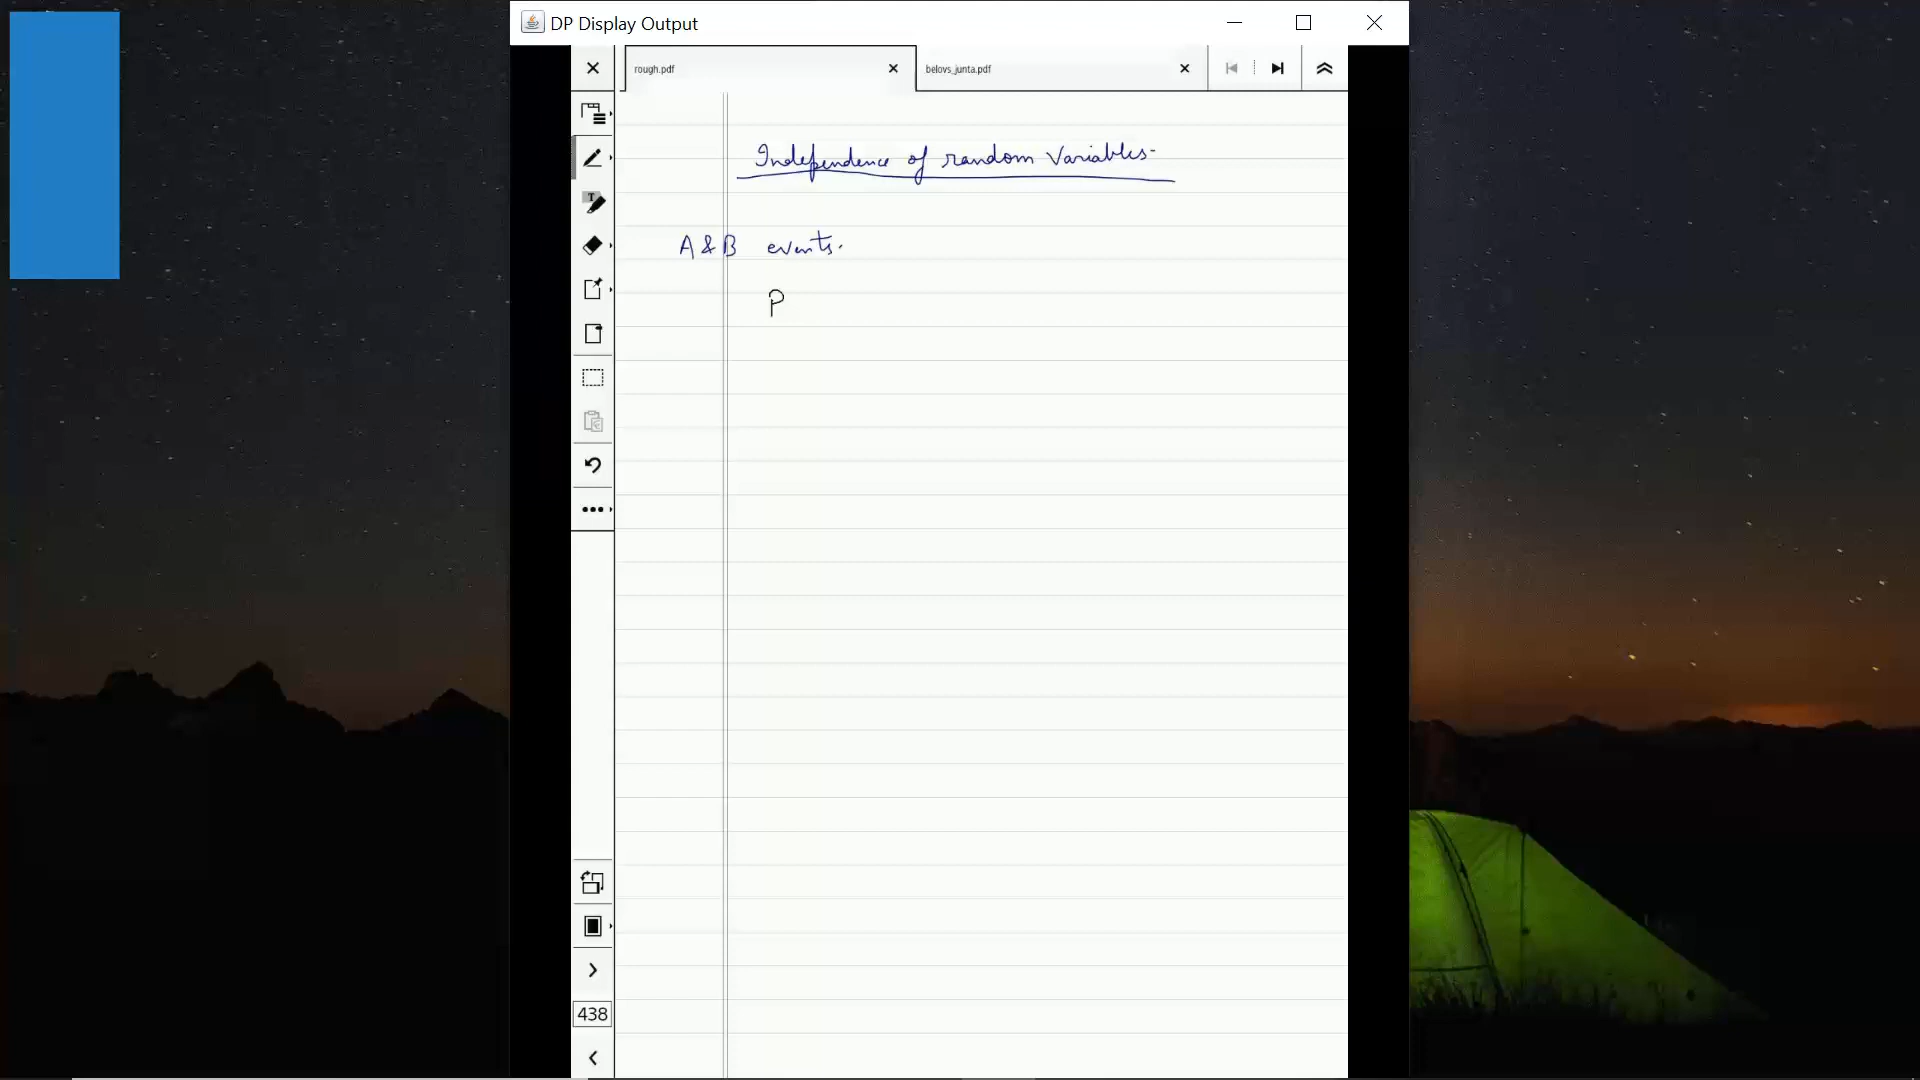 DP Display Output
rough.pdf
belovs_junta.pdf
Independence of random Variables-
A & B events.
P
438